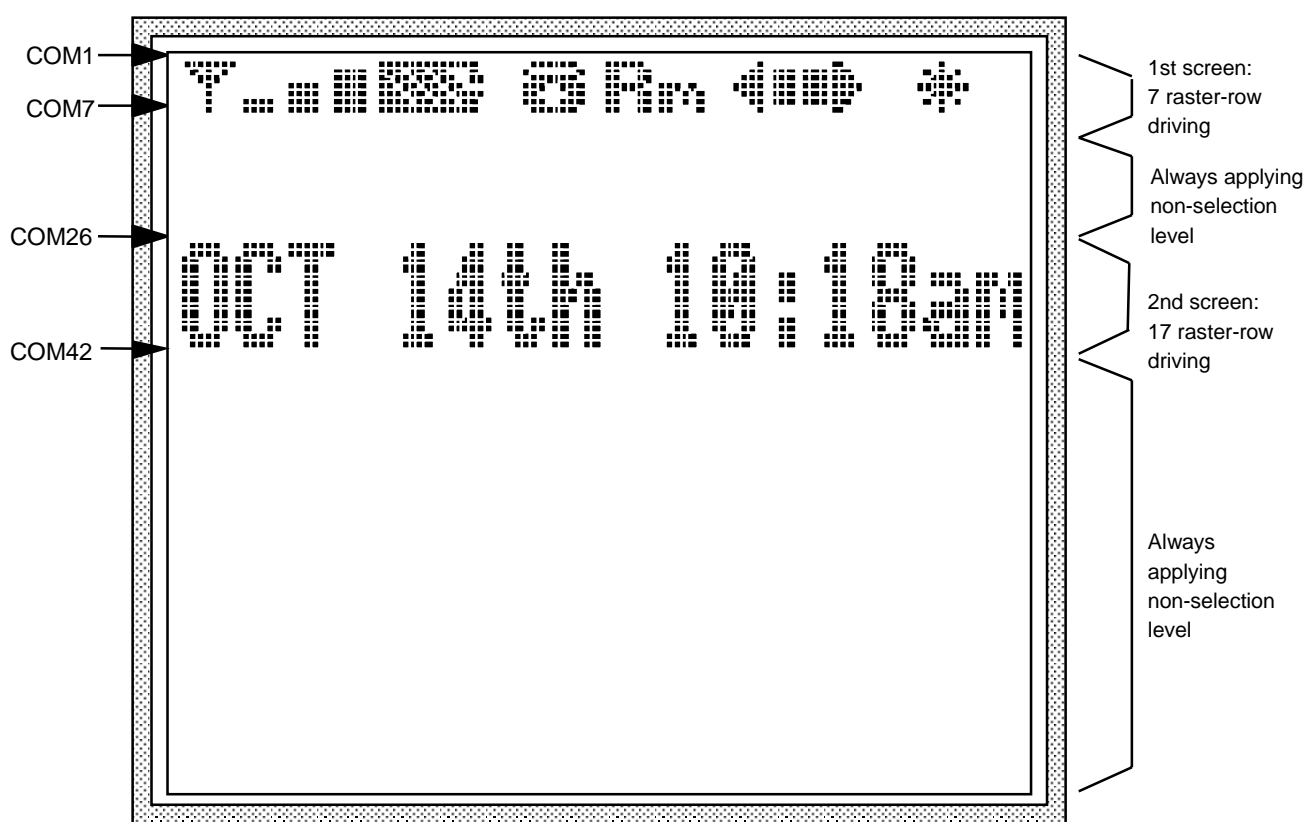 COM1
COM7
COM26
COM42
Rm
OCT 14th 10:18am
1st screen:
7 raster-row
driving
Always applying
non-selection
level
2nd screen:
17 raster-row
driving
Always
applying
non-selection
level